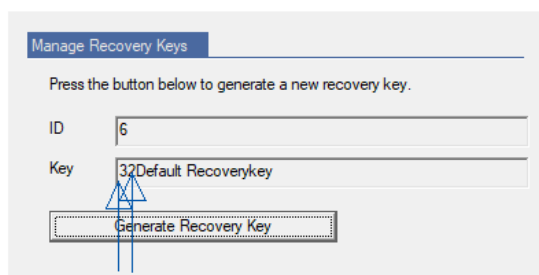 Manage Recovery Keys
Press the button below to generate a new recovery key.
ID 6
Key 32Default Recoverykey
Generate Recovery Key